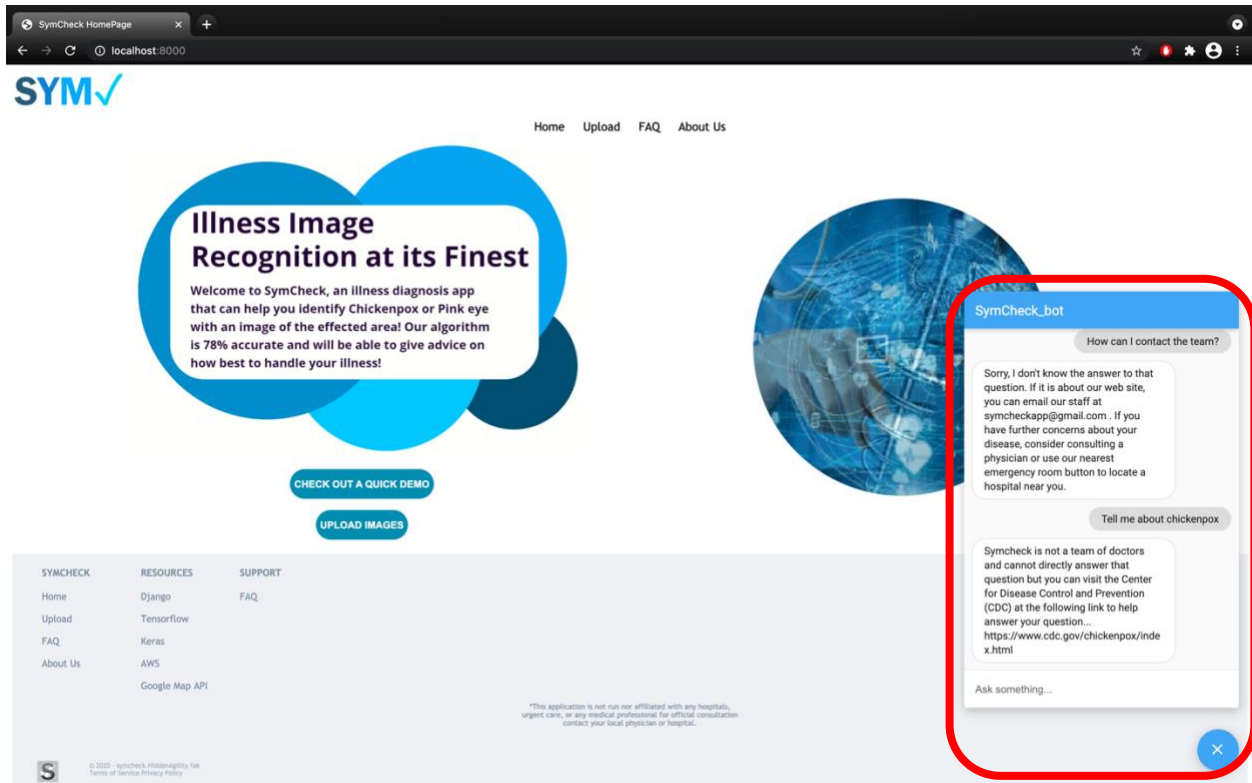 SymCheck HomePage
localhost:8000
SYM✓
Home Upload FAQ About Us
Illness Image
Recognition at its Finest
Welcome to SymCheck, an illness diagnosis app
that can help you identify Chickenpox or Pink eye
with an image of the effected area! Our algorithm
is 78% accurate and will be able to give advice on
how best to handle your illness!
CHECK OUT A QUICK DEMO
UPLOAD IMAGES
SymCheck_bot
How can I contact the team?
Sorry, I don't know the answer to that
question. If it is about our web site,
you can email our staff at
symcheckapp@gmail.com . If you
have further concerns about your
disease, consider consulting a
physician or use our nearest
emergency room button to locate a
hospital near you.
Tell me about chickenpox
Symcheck is not a team of doctors
and cannot directly answer that
question but you can visit the Center
for Disease Control and Prevention
(CDC) at the following link to help
answer your question...
https://www.cdc.gov/chickenpox/inde
x.html
Ask something...
SYMCHECK RESOURCES SUPPORT
Home Django FAQ
Upload Tensorflow
FAQ Keras
About Us AWS
Google Map API
*This application is not run nor affiliated with any hospitals,
urgent care, or any medical professional for official consultation
contact your local physician or hospital.
S
© 2020 - symcheck.HiddenAgility.fak
Terms of Service Privacy Policy